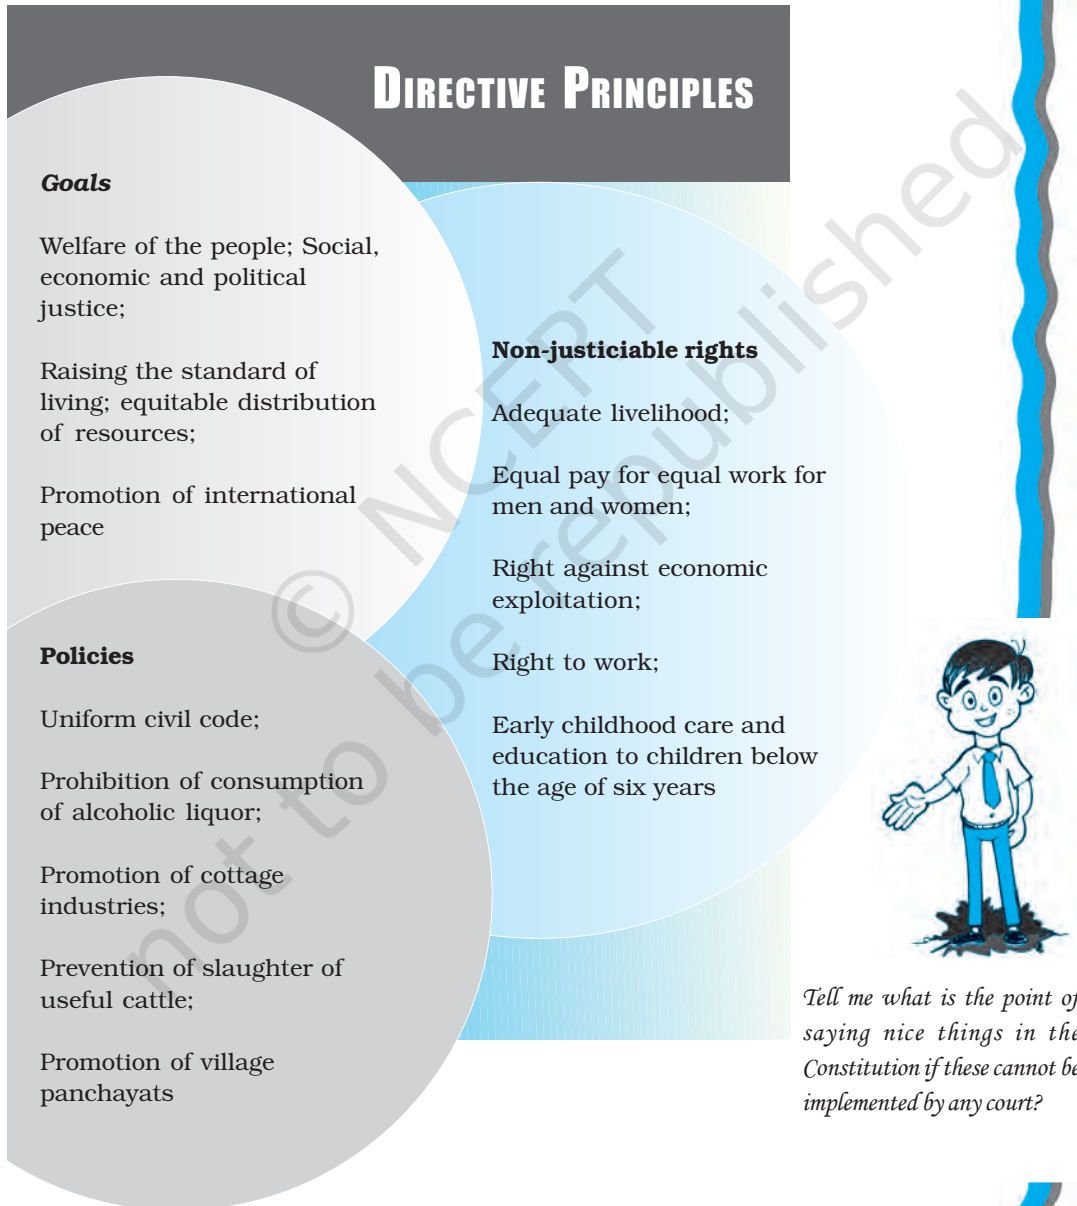 DIRECTIVE PRINCIPLES
Goals
Welfare of the people; Social,
economic and political
justice;
Raising the standard of
living; equitable distribution
of resources;
Promotion of international
peace
Non-justiciable rights
Adequate livelihood;
Equal pay for equal work for
men and women;
Right against economic
exploitation;
Right to work;
Early childhood care and
education to children below
the age of six years
Policies
Uniform civil code;
Prohibition of consumption
of alcoholic liquor;
Promotion of cottage
industries;
Prevention of slaughter of
useful cattle;
Promotion of village
panchayats
Tell me what is the point of
saying nice things in the
Constitution if these cannot be
implemented by any court?
© NCERT
not to be republished